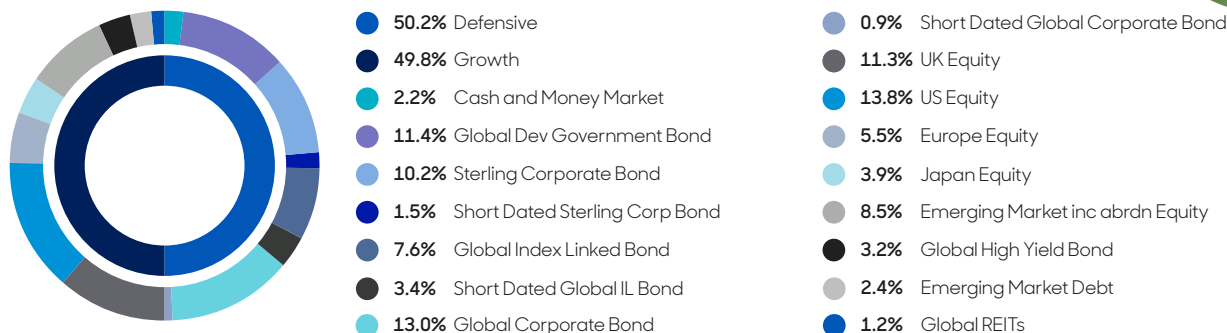 50.2% Defensive
49.8% Growth
2.2% Cash and Money Market
11.4% Global Dev Government Bond
10.2% Sterling Corporate Bond
1.5% Short Dated Sterling Corp Bond
7.6% Global Index Linked Bond
3.4% Short Dated Global IL Bond
13.0% Global Corporate Bond
0.9% Short Dated Global Corporate Bond
11.3% UK Equity
13.8% US Equity
5.5% Europe Equity
3.9% Japan Equity
8.5% Emerging Market inc abrdn Equity
3.2% Global High Yield Bond
2.4% Emerging Market Debt
1.2% Global REITs